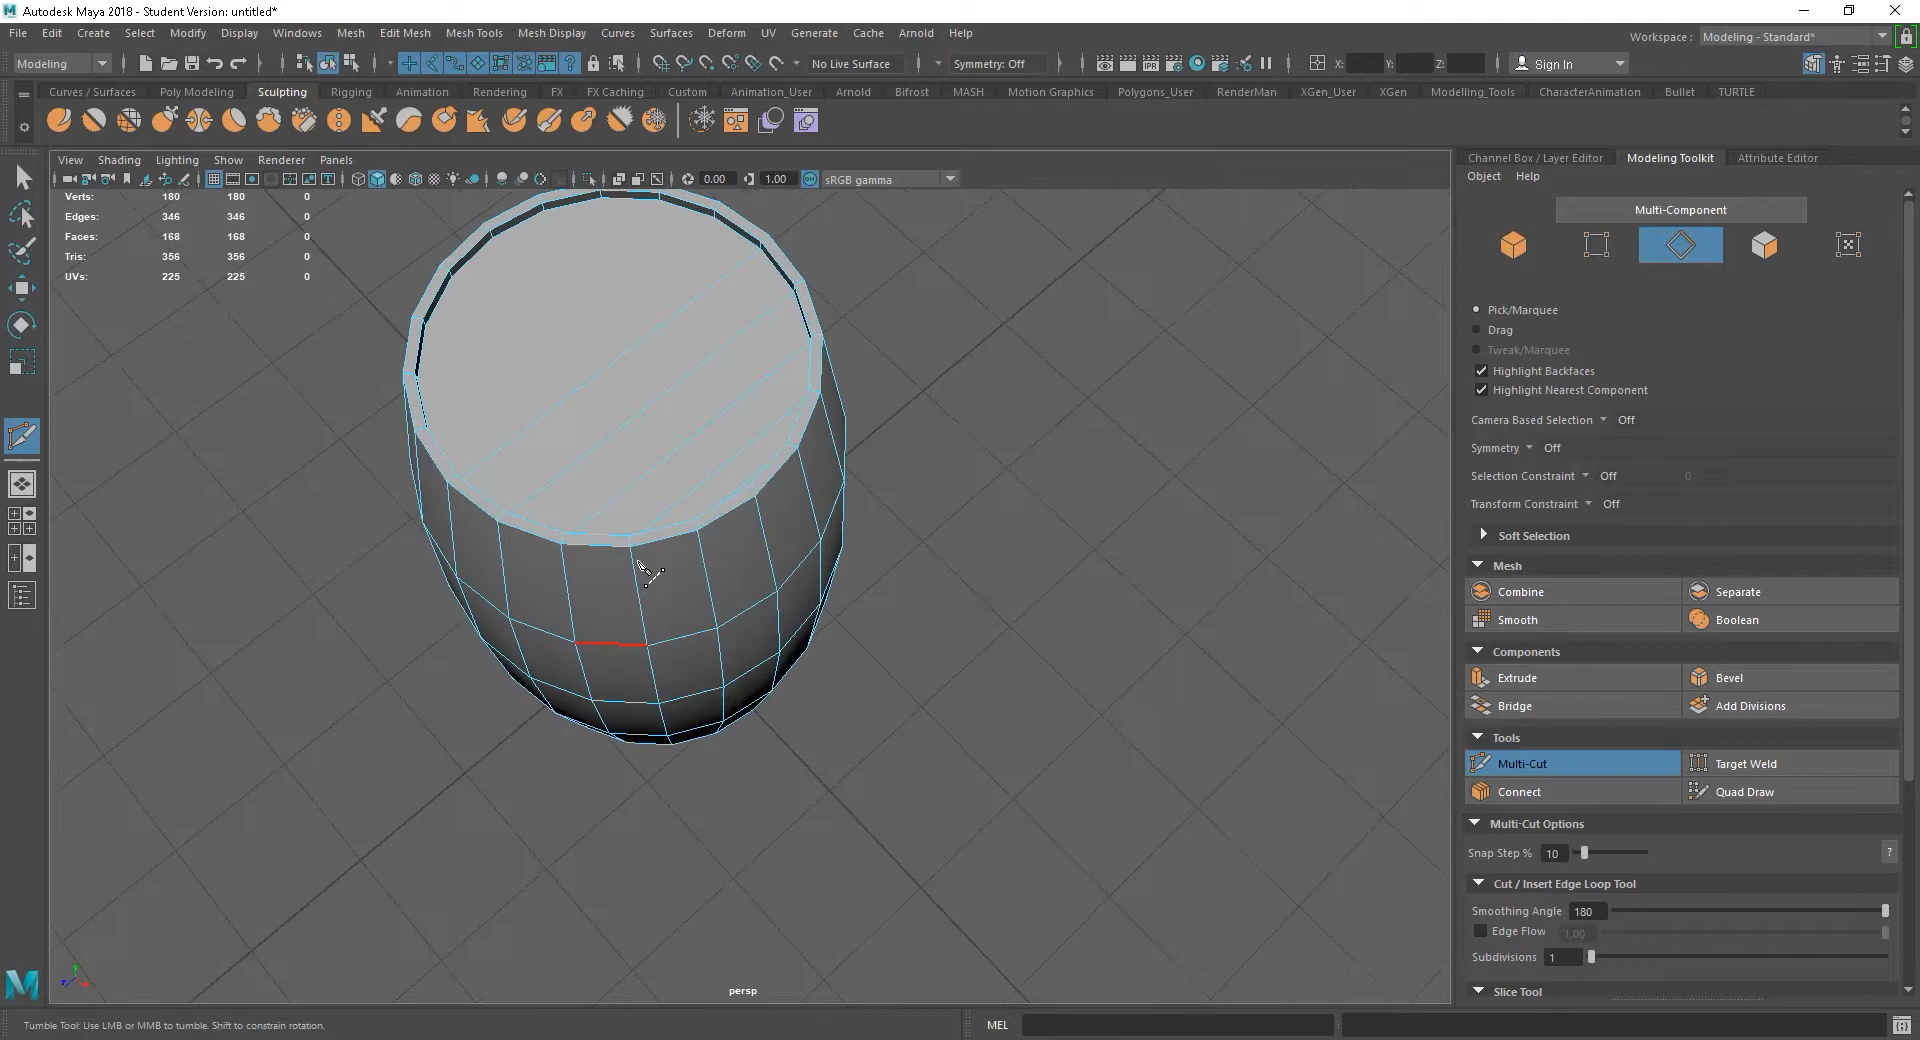 Autodesk Maya 2018 - Student Version: untitled*
File Edit Create Select Modify Display Windows Mesh Edit Mesh Mesh Tools Mesh Display Curves Surfaces Deform UV Generate Cache Arnold Help
Workspace : Modeling - Standard*
Modeling No Live Surface Symmetry: Off X: Y: Z: Sign In
Curves / Surfaces Poly Modeling Sculpting Rigging Animation Rendering FX FX Caching Custom Animation_User Arnold Bifrost MASH Motion Graphics Polygons_User RenderMan XGen_User XGen Modelling_Tools CharacterAnimation Bullet TURTLE
View Shading Lighting Show Renderer Panels
0.00 1.00 ON sRGB gamma
Verts: 180 180 0
Edges: 346 346 0
Faces: 168 168 0
Tris: 356 356 0
UVs: 225 225 0
persp
Channel Box / Layer Editor Modeling Toolkit Attribute Editor
Object Help
Multi-Component
Pick/Marquee
Drag
Tweak/Marquee
Highlight Backfaces
Highlight Nearest Component
Camera Based Selection Off
Symmetry Off
Selection Constraint Off 0
Transform Constraint Off
Soft Selection
Mesh
Combine Separate
Smooth Boolean
Components
Extrude Bevel
Bridge Add Divisions
Tools
Multi-Cut Target Weld
Connect Quad Draw
Multi-Cut Options
Snap Step % 10 ?
Cut / Insert Edge Loop Tool
Smoothing Angle 180
Edge Flow 1.00
Subdivisions 1
Slice Tool
Tumble Tool: Use LMB or MMB to tumble. Shift to constrain rotation.
MEL